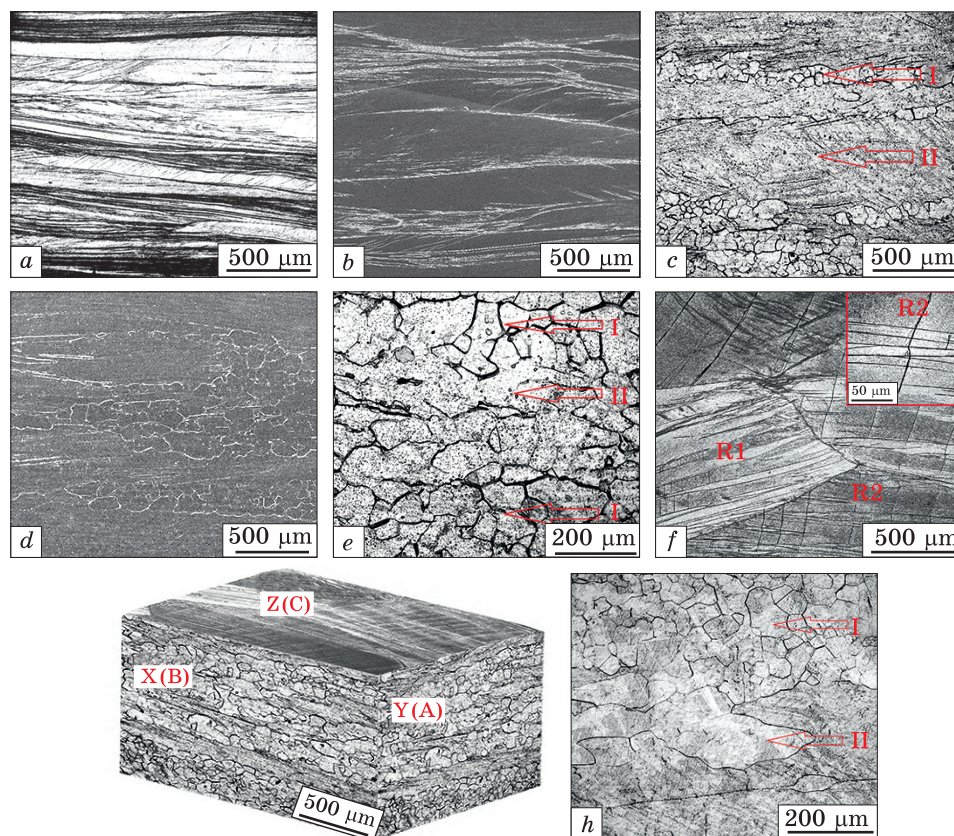 I
II
a
500 µm
b
500 µm
c
500 µm
R2
50 µm
I
II
I
R1
R2
d
500 µm
e
200 µm
f
500 µm
Z(C)
X(B)
Y(A)
I
II
500 µm
h
200 µm